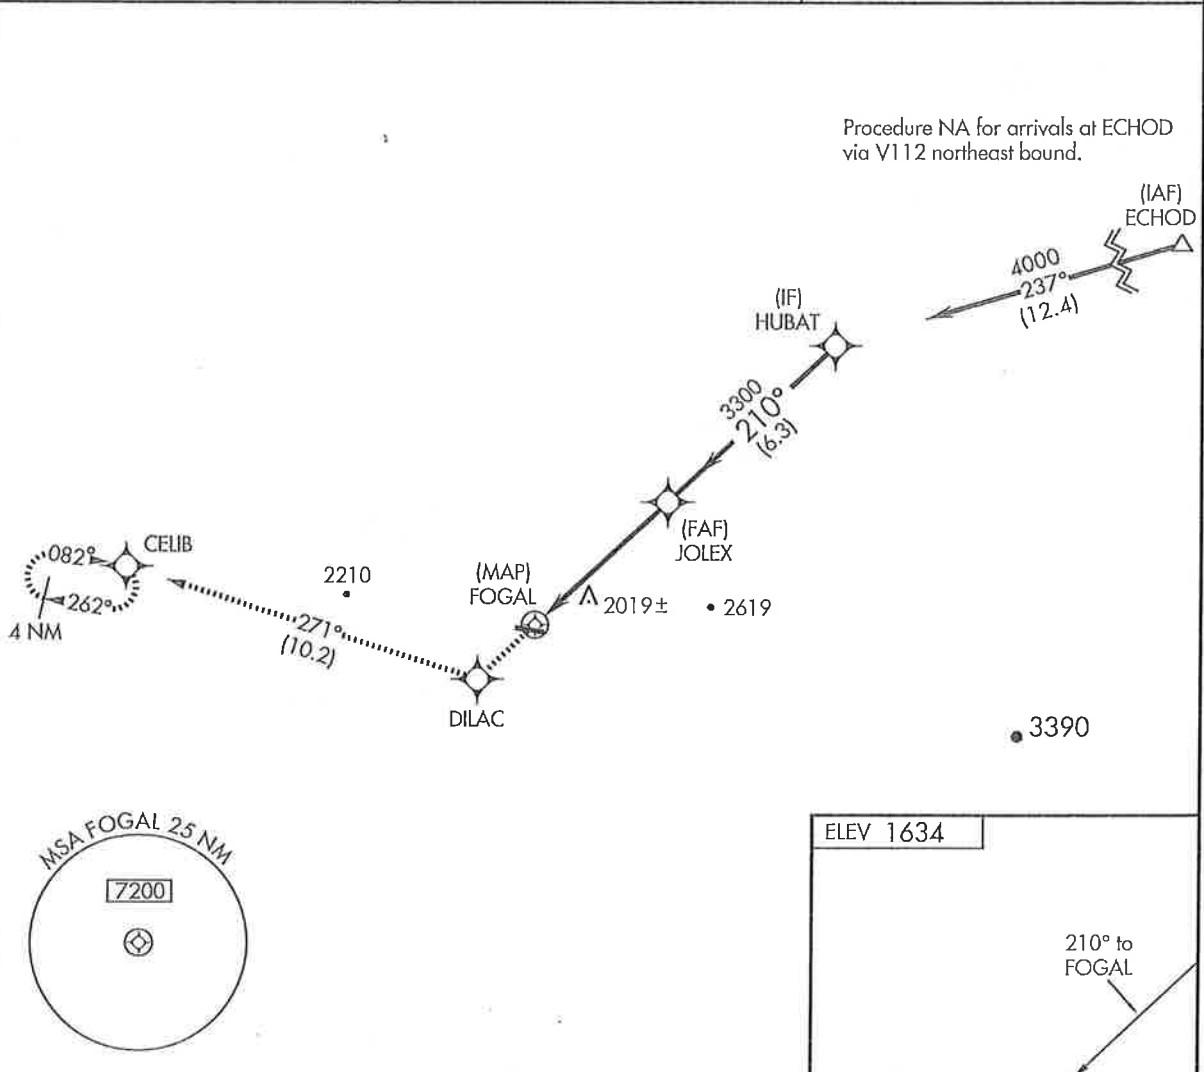 Procedure NA for arrivals at ECHOD
via V112 northeast bound.
(IAF)
ECHOD
4000
237°
(12.4)
(IF)
HUBAT
3300
210°
(6.3)
(FAF)
JOLEX
(MAP)
FOGAL
2019±
2619
CELIB
082°
262°
4 NM
2210
271°
(10.2)
DILAC
3390
MSA FOGAL 25 NM
7200
ELEV 1634
210° to
FOGAL